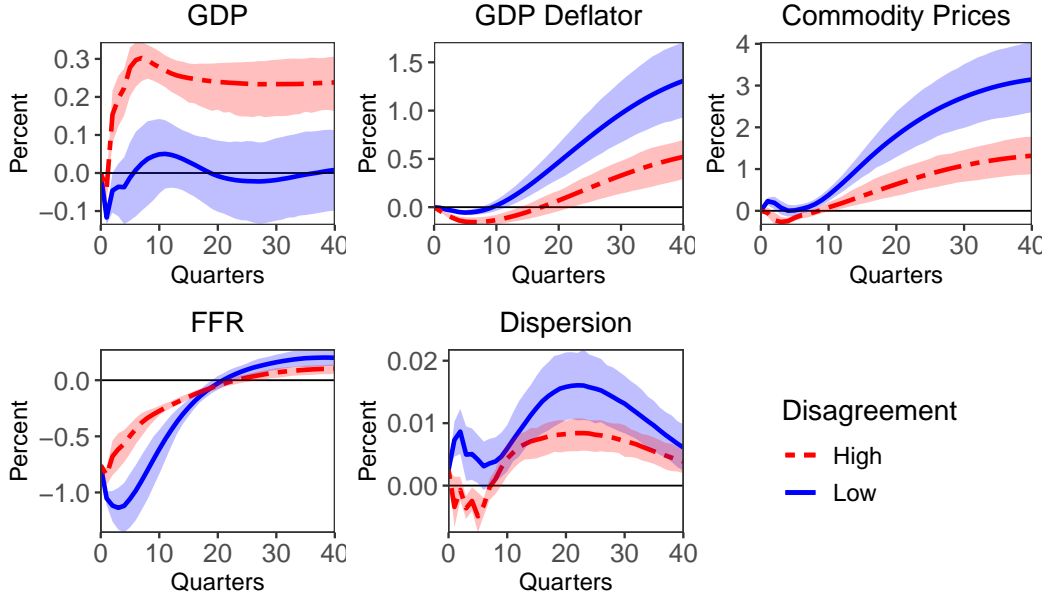 GDP
GDP Deflator
Commodity Prices
Percent
0.3
0.2
0.1
0.0
−0.1
0 10 20 30 40
Quarters
Percent
1.5
1.0
0.5
0.0
0 10 20 30 40
Quarters
Percent
4
3
2
1
0
0 10 20 30 40
Quarters
FFR
Dispersion
Percent
0.0
−0.5
−1.0
0 10 20 30 40
Quarters
Percent
0.02
0.01
0.00
0 10 20 30 40
Quarters
Disagreement
High
Low